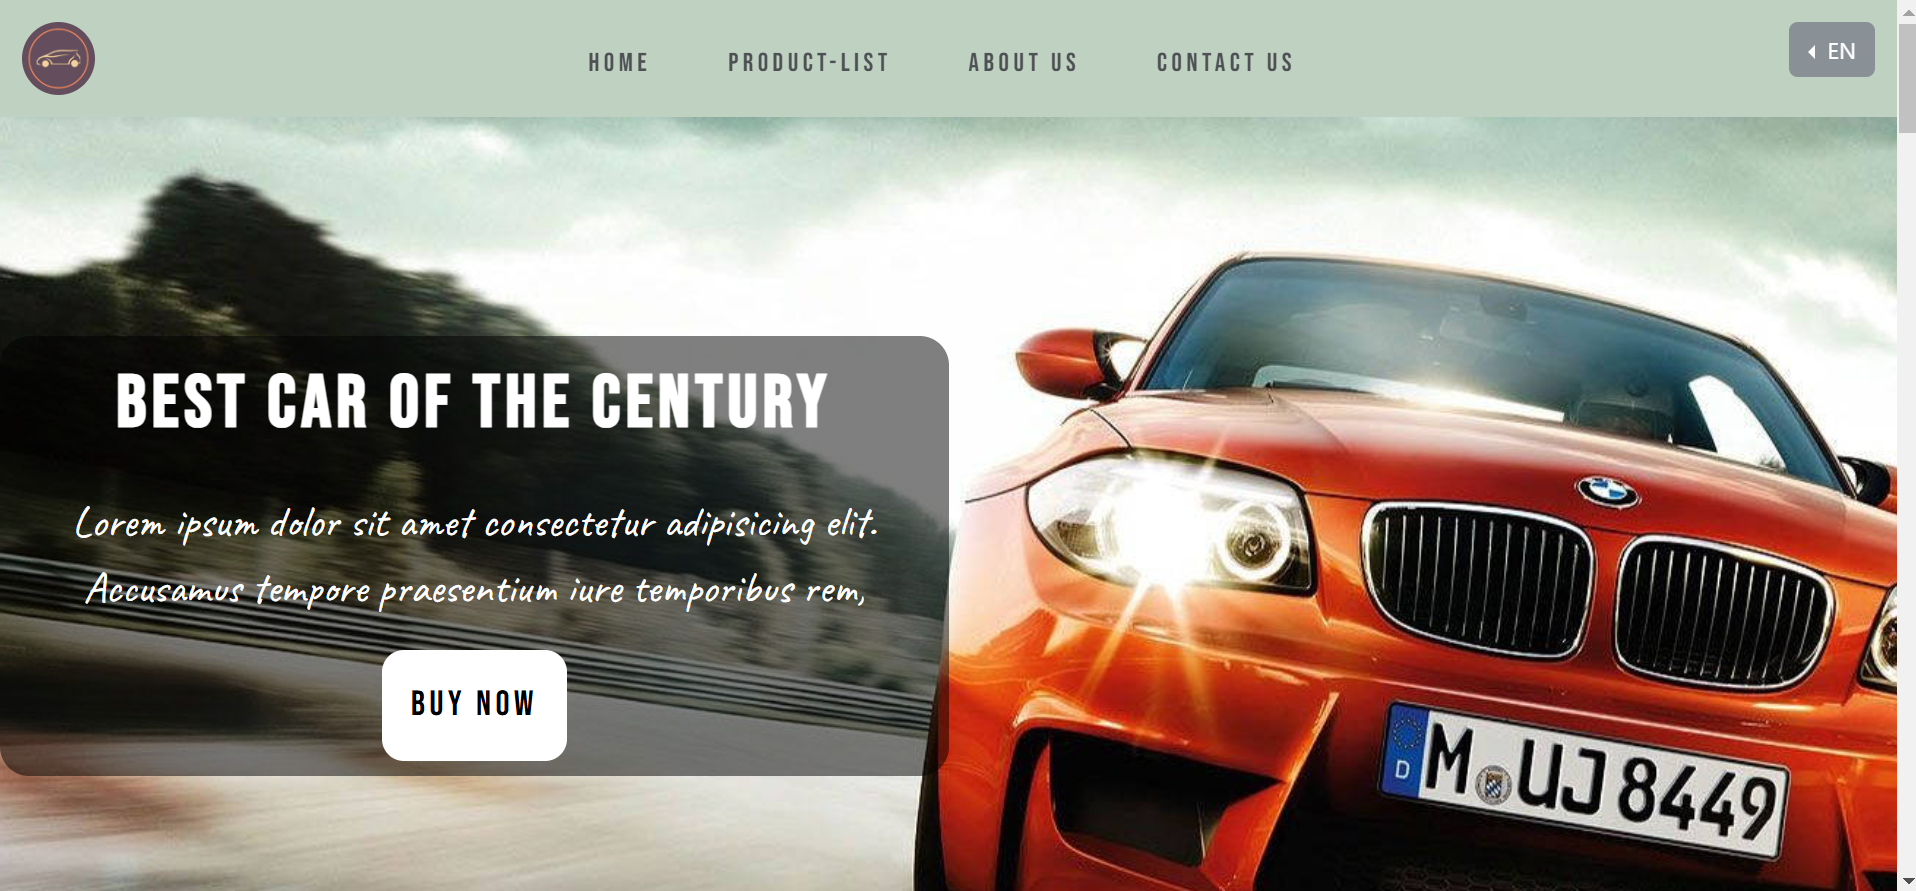 HOME PRODUCT-LIST ABOUT US CONTACT US
EN
BEST CAR OF THE CENTURY
Lorem ipsum dolor sit amet consectetur adipisicing elit.
Accusamus tempore praesentium iure temporibus rem,
BUY NOW
D M UJ 8449